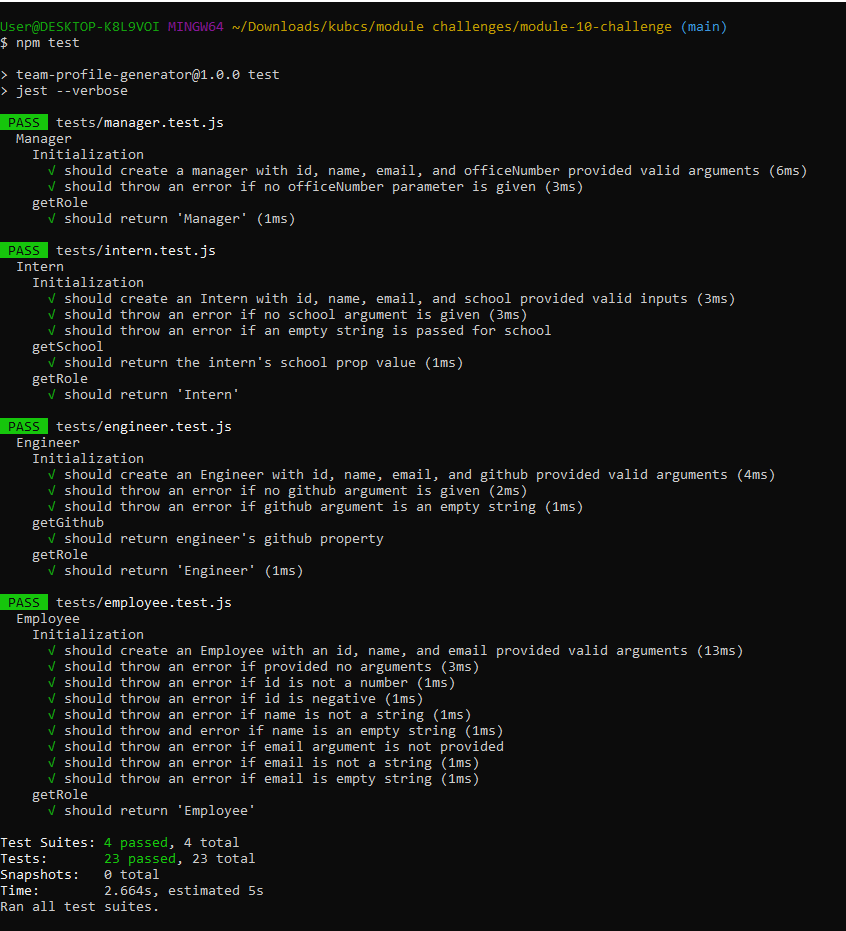 User@DESKTOP-K8L9VOI MINGW64 ~/Downloads/kubcs/module challenges/module-10-challenge (main)
$ npm test
> team-profile-generator@1.0.0 test
> jest --verbose
PASS tests/manager.test.js
Manager
Initialization
√ should create a manager with id, name, email, and officeNumber provided valid arguments (6ms)
√ should throw an error if no officeNumber parameter is given (3ms)
getRole
√ should return 'Manager' (1ms)
PASS tests/intern.test.js
Intern
Initialization
√ should create an Intern with id, name, email, and school provided valid inputs (3ms)
√ should throw an error if no school argument is given (3ms)
√ should throw an error if an empty string is passed for school
getSchool
√ should return the intern's school prop value (1ms)
getRole
√ should return 'Intern'
PASS tests/engineer.test.js
Engineer
Initialization
√ should create an Engineer with id, name, email, and github provided valid arguments (4ms)
√ should throw an error if no github argument is given (2ms)
√ should throw an error if github argument is an empty string (1ms)
getGithub
√ should return engineer's github property
getRole
√ should return 'Engineer' (1ms)
PASS tests/employee.test.js
Employee
Initialization
√ should create an Employee with an id, name, and email provided valid arguments (13ms)
√ should throw an error if provided no arguments (3ms)
√ should throw an error if id is not a number (1ms)
√ should throw an error if id is negative (1ms)
√ should throw an error if name is not a string (1ms)
√ should throw and error if name is an empty string (1ms)
√ should throw an error if email argument is not provided
√ should throw an error if email is not a string (1ms)
√ should throw an error if email is empty string (1ms)
getRole
√ should return 'Employee'
Test Suites: 4 passed, 4 total
Tests: 23 passed, 23 total
Snapshots: 0 total
Time: 2.664s, estimated 5s
Ran all test suites.